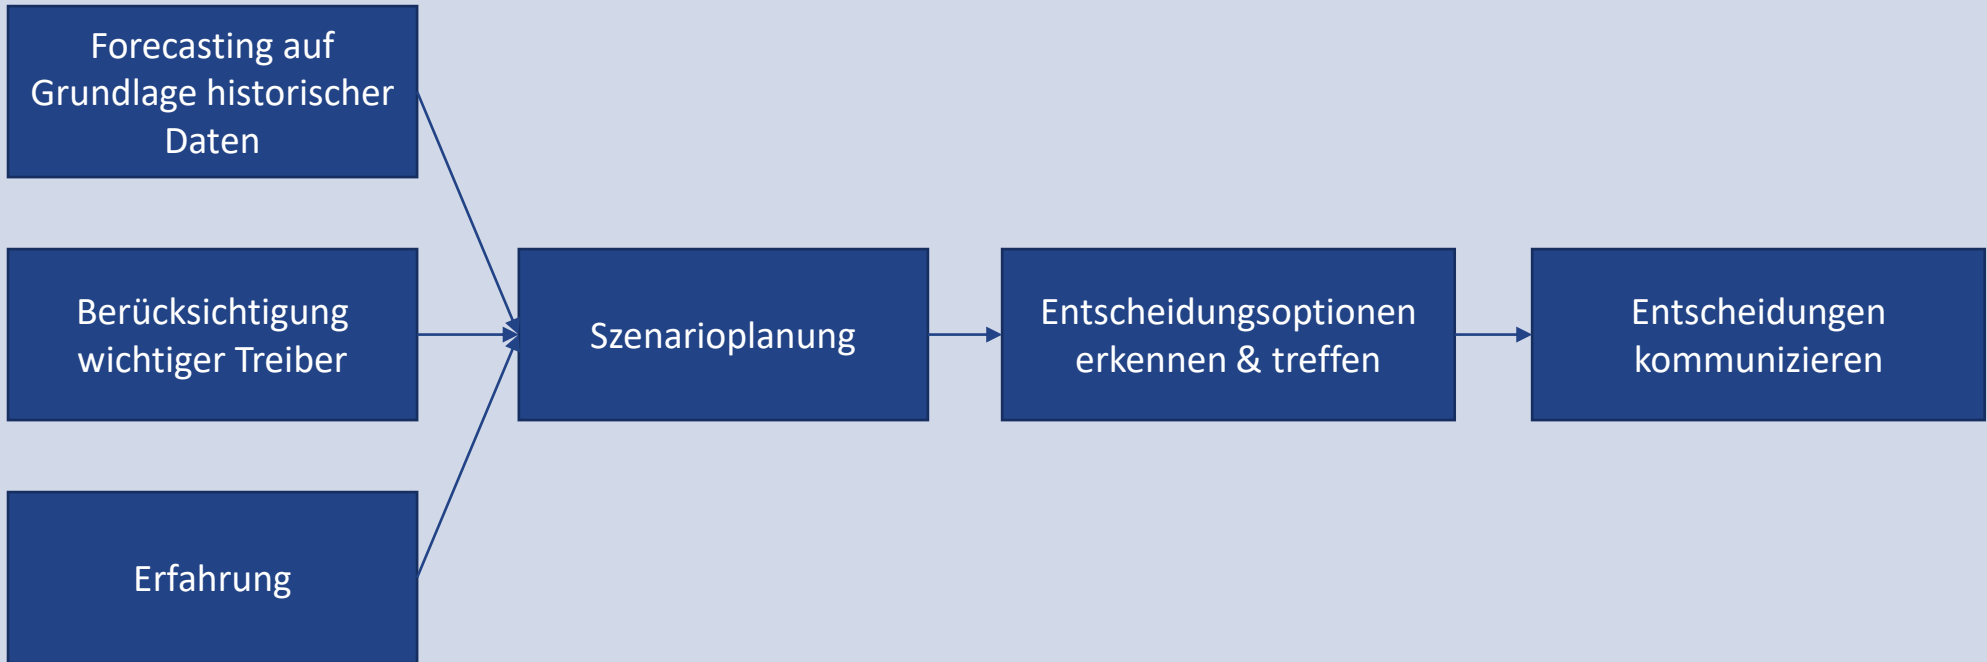 Forecasting auf
Grundlage historischer
Daten
Berücksichtigung
wichtiger Treiber
Erfahrung
Szenarioplanung
Entscheidungsoptionen
erkennen & treffen
Entscheidungen
kommunizieren